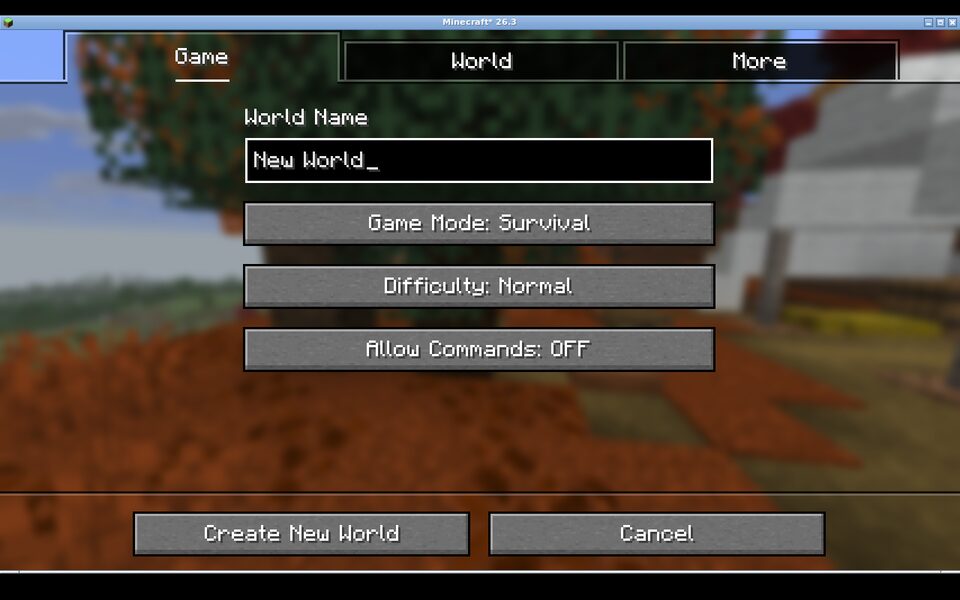 Minecraft* 26.3
Game
World
More
World Name
New World_
Game Mode: Survival
Difficulty: Normal
Allow Commands: OFF
Create New World
Cancel